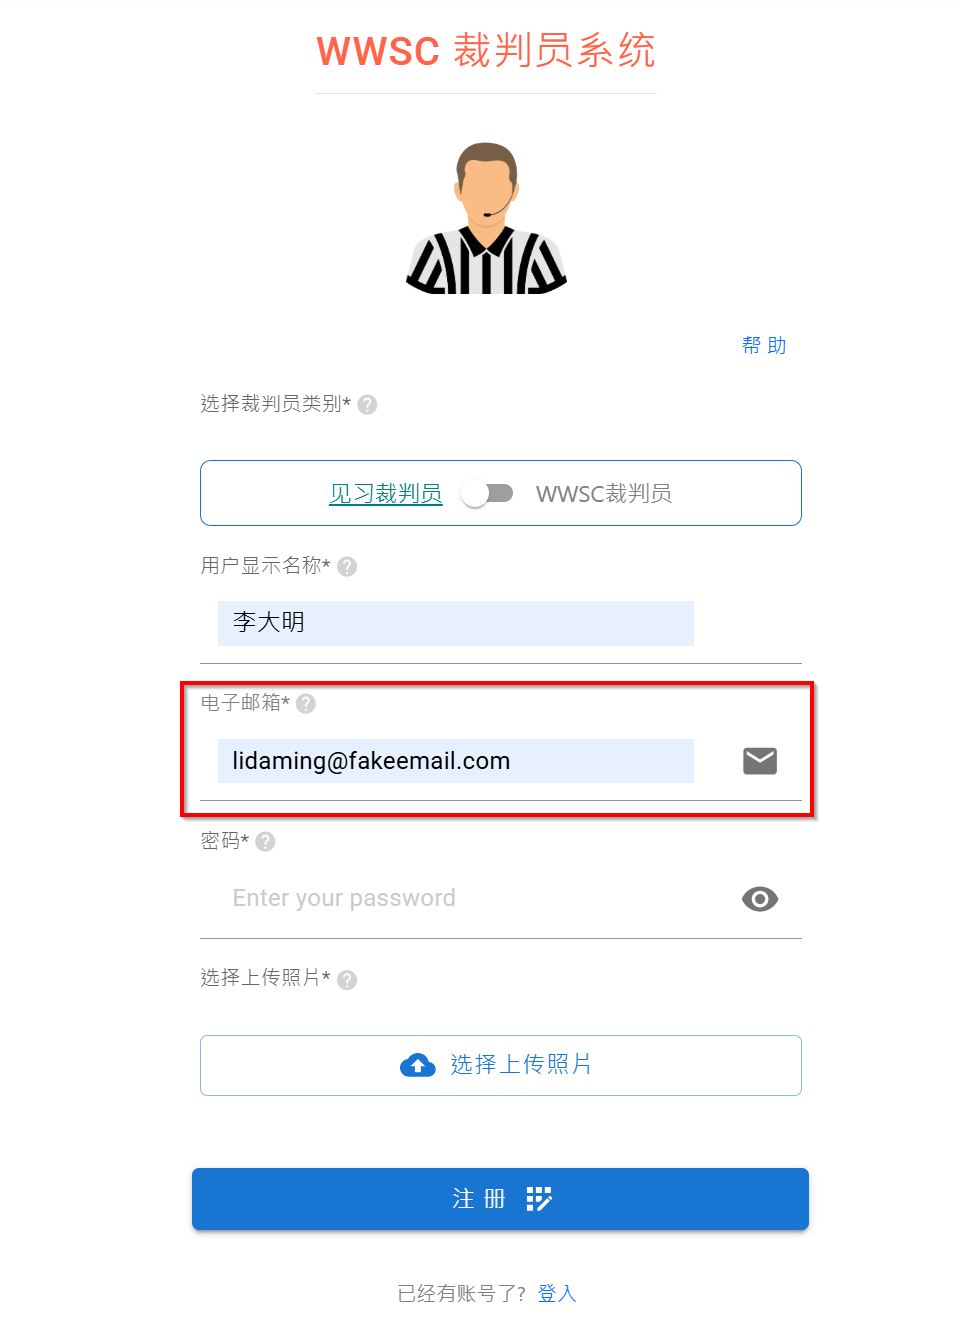 WWSC 裁判员系统
帮 助
选择裁判员类别* ?
见习裁判员 WWSC裁判员
用户显示名称* ?
李大明
电子邮箱* ?
lidaming@fakeemail.com
密码* ?
Enter your password
选择上传照片* ?
选择上传照片
注 册
已经有账号了? 登入